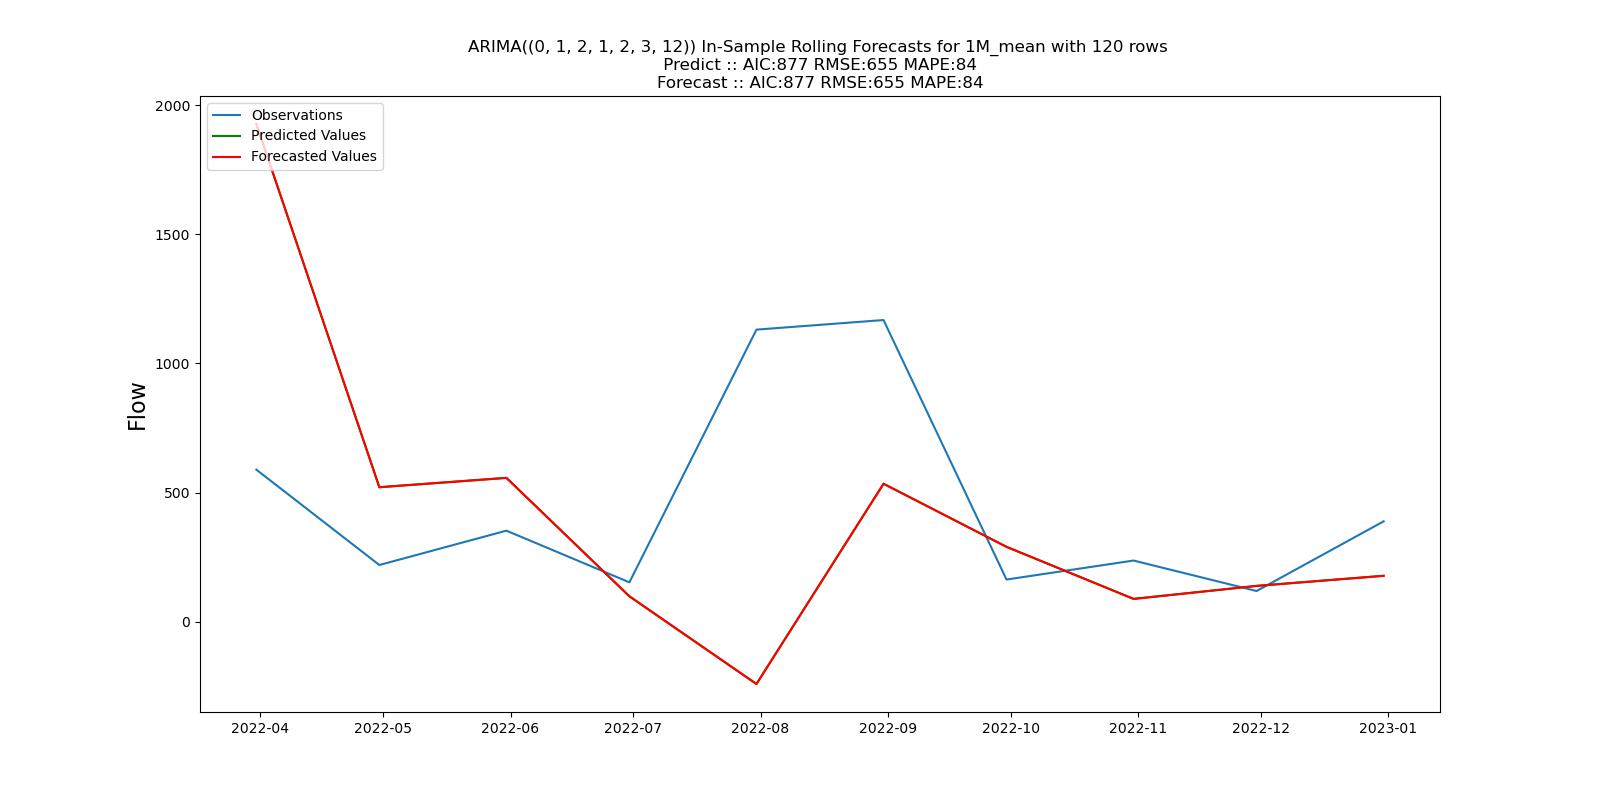 ARIMA((0, 1, 2, 1, 2, 3, 12)) In-Sample Rolling Forecasts for 1M_mean with 120 rows
Predict :: AIC:877 RMSE:655 MAPE:84
Forecast :: AIC:877 RMSE:655 MAPE:84
Observations
Predicted Values
Forecasted Values
2000
1500
1000
500
0
Flow
2022-04 2022-05 2022-06 2022-07 2022-08 2022-09 2022-10 2022-11 2022-12 2023-01